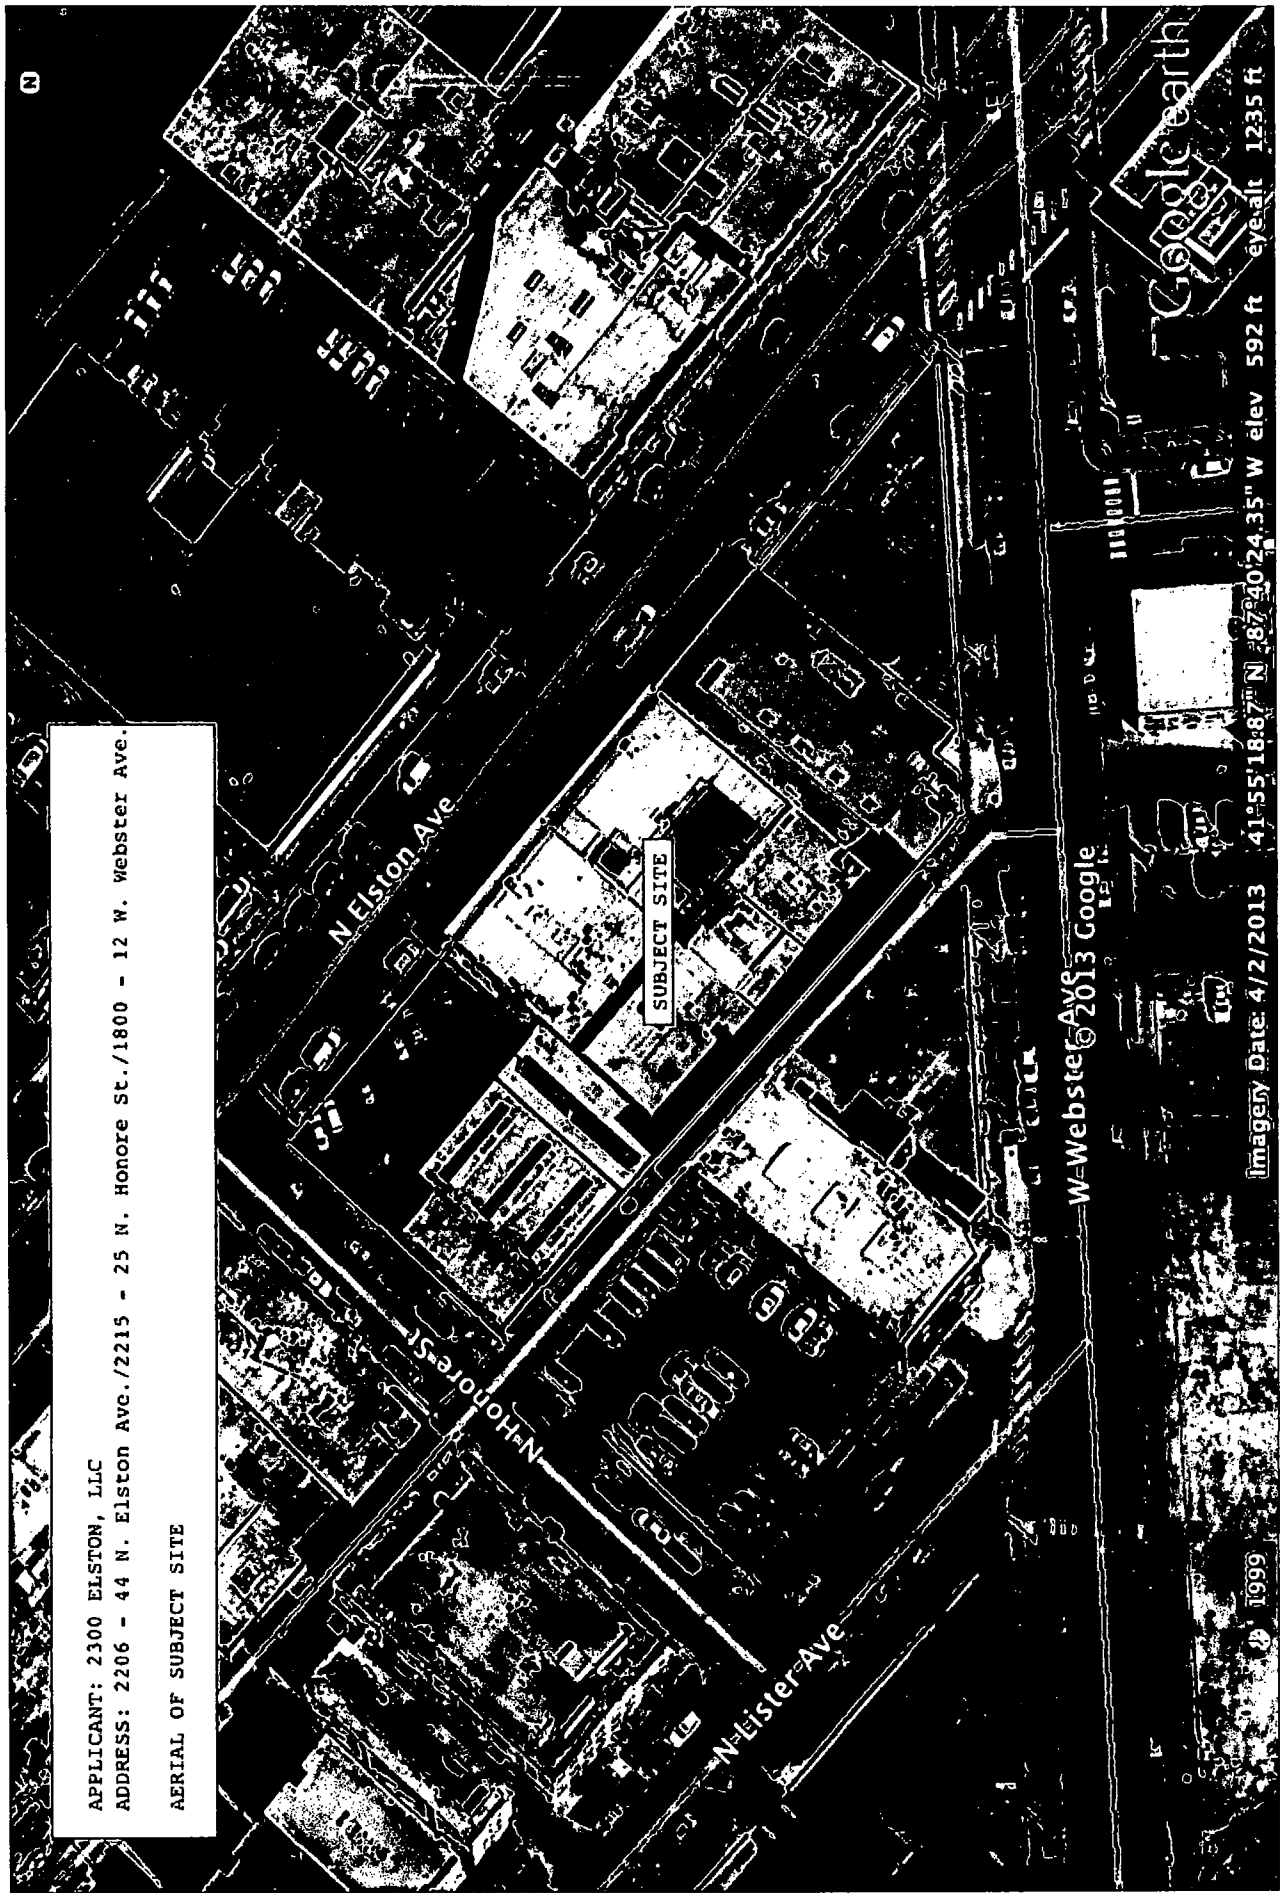 APPLICANT: 2300 ELSTON, LLC
ADDRESS: 2206 - 44 N. Elston Ave./2215 - 25 N. Honore St./1800 - 12 W. Webster Ave.
AERIAL OF SUBJECT SITE
N
N Elston Ave
SUBJECT SITE
N Honore St
N Honore St
N Lister Ave
W Webster Ave
© 2013 Google
Google earth
1999
Imagery Date: 4/2/2013 41°55'18.87" N -87°40'24.35" W elev 592 ft eye alt 1235 ft